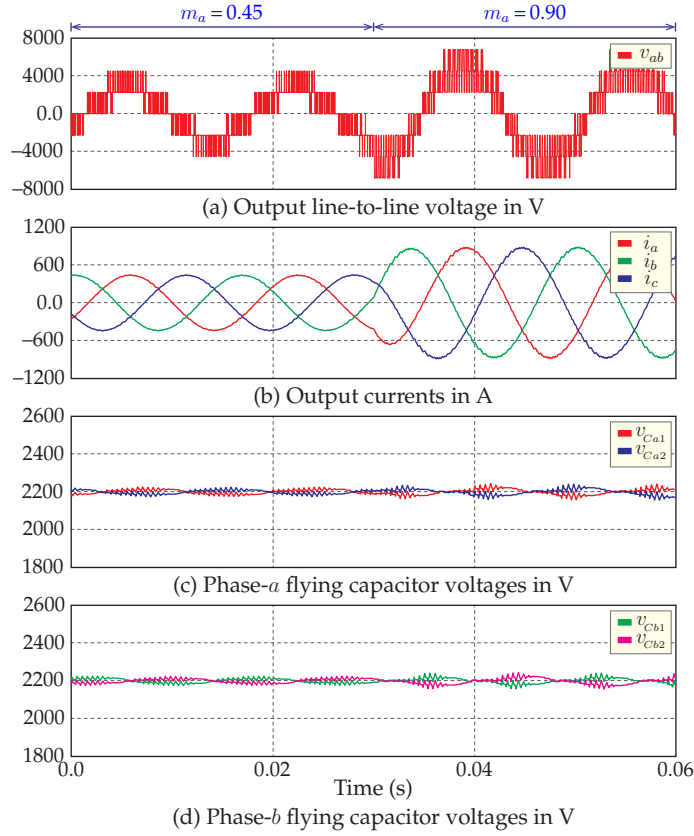 m_a = 0.45
m_a = 0.90
8000
4000
0.0
−4000
−8000
v_ab
(a) Output line-to-line voltage in V
1200
600
0.0
−600
−1200
i_a
i_b
i_c
(b) Output currents in A
2600
2400
2200
2000
1800
v_Ca1
v_Ca2
(c) Phase-a flying capacitor voltages in V
2600
2400
2200
2000
1800
v_Cb1
v_Cb2
0.0
0.02
0.04
0.06
Time (s)
(d) Phase-b flying capacitor voltages in V